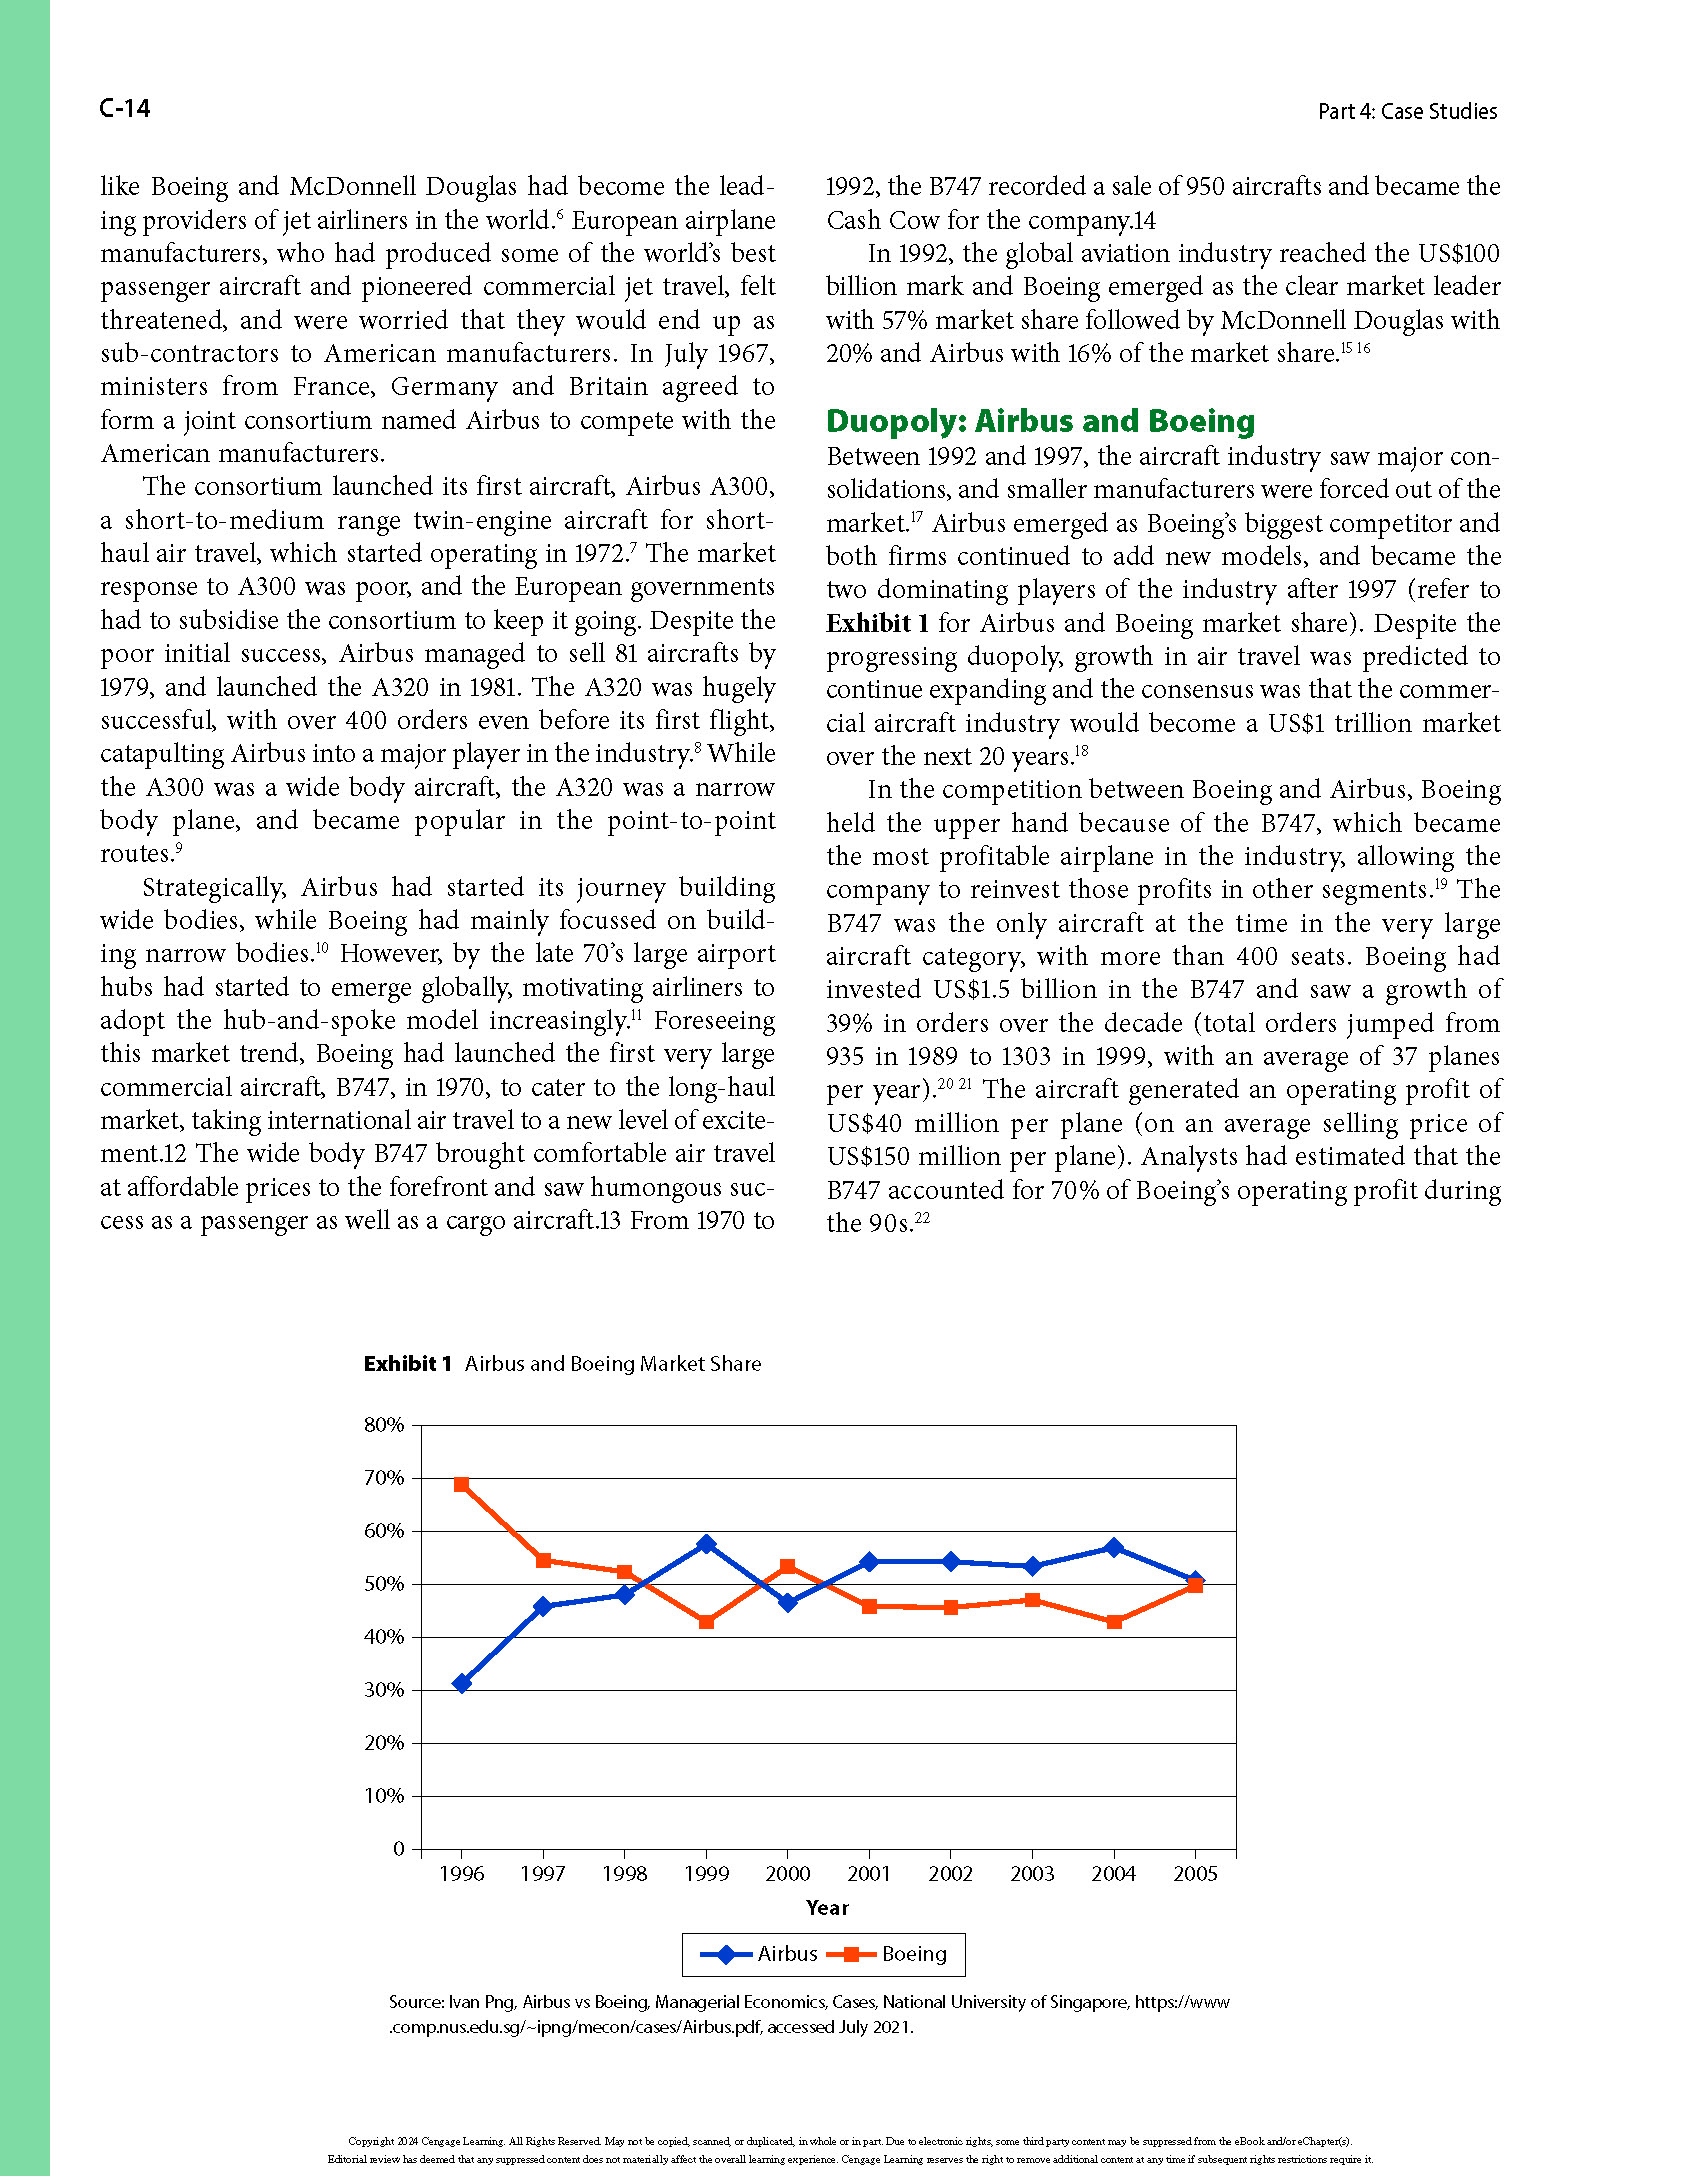 C-14
Part 4: Case Studies
like Boeing and McDonnell Douglas had become the lead-
ing providers of jet airliners in the world.6 European airplane
manufacturers, who had produced some of the world’s best
passenger aircraft and pioneered commercial jet travel, felt
threatened, and were worried that they would end up as
sub-contractors to American manufacturers. In July 1967,
ministers from France, Germany and Britain agreed to
form a joint consortium named Airbus to compete with the
American manufacturers.
The consortium launched its first aircraft, Airbus A300,
a short-to-medium range twin-engine aircraft for short-
haul air travel, which started operating in 1972.7 The market
response to A300 was poor, and the European governments
had to subsidise the consortium to keep it going. Despite the
poor initial success, Airbus managed to sell 81 aircrafts by
1979, and launched the A320 in 1981. The A320 was hugely
successful, with over 400 orders even before its first flight,
catapulting Airbus into a major player in the industry.8 While
the A300 was a wide body aircraft, the A320 was a narrow
body plane, and became popular in the point-to-point
routes.9
Strategically, Airbus had started its journey building
wide bodies, while Boeing had mainly focussed on build-
ing narrow bodies.10 However, by the late 70’s large airport
hubs had started to emerge globally, motivating airliners to
adopt the hub-and-spoke model increasingly.11 Foreseeing
this market trend, Boeing had launched the first very large
commercial aircraft, B747, in 1970, to cater to the long-haul
market, taking international air travel to a new level of excite-
ment.12 The wide body B747 brought comfortable air travel
at affordable prices to the forefront and saw humongous suc-
cess as a passenger as well as a cargo aircraft.13 From 1970 to
1992, the B747 recorded a sale of 950 aircrafts and became the
Cash Cow for the company.14
In 1992, the global aviation industry reached the US$100
billion mark and Boeing emerged as the clear market leader
with 57% market share followed by McDonnell Douglas with
20% and Airbus with 16% of the market share.15 16
Duopoly: Airbus and Boeing
Between 1992 and 1997, the aircraft industry saw major con-
solidations, and smaller manufacturers were forced out of the
market.17 Airbus emerged as Boeing’s biggest competitor and
both firms continued to add new models, and became the
two dominating players of the industry after 1997 (refer to
Exhibit 1 for Airbus and Boeing market share). Despite the
progressing duopoly, growth in air travel was predicted to
continue expanding and the consensus was that the commer-
cial aircraft industry would become a US$1 trillion market
over the next 20 years.18
In the competition between Boeing and Airbus, Boeing
held the upper hand because of the B747, which became
the most profitable airplane in the industry, allowing the
company to reinvest those profits in other segments.19 The
B747 was the only aircraft at the time in the very large
aircraft category, with more than 400 seats. Boeing had
invested US$1.5 billion in the B747 and saw a growth of
39% in orders over the decade (total orders jumped from
935 in 1989 to 1303 in 1999, with an average of 37 planes
per year).20 21 The aircraft generated an operating profit of
US$40 million per plane (on an average selling price of
US$150 million per plane). Analysts had estimated that the
B747 accounted for 70% of Boeing’s operating profit during
the 90s.22
Exhibit 1 Airbus and Boeing Market Share
80%
70%
60%
50%
40%
30%
20%
10%
0
1996 1997 1998 1999 2000 2001 2002 2003 2004 2005
Year
Airbus Boeing
Source: Ivan Png, Airbus vs Boeing, Managerial Economics, Cases, National University of Singapore, https://www
.comp.nus.edu.sg/~ipng/mecon/cases/Airbus.pdf, accessed July 2021.
Copyright 2024 Cengage Learning. All Rights Reserved. May not be copied, scanned, or duplicated, in whole or in part. Due to electronic rights, some third party content may be suppressed from the eBook and/or eChapter(s).
Editorial review has deemed that any suppressed content does not materially affect the overall learning experience. Cengage Learning reserves the right to remove additional content at any time if subsequent rights restrictions require it.